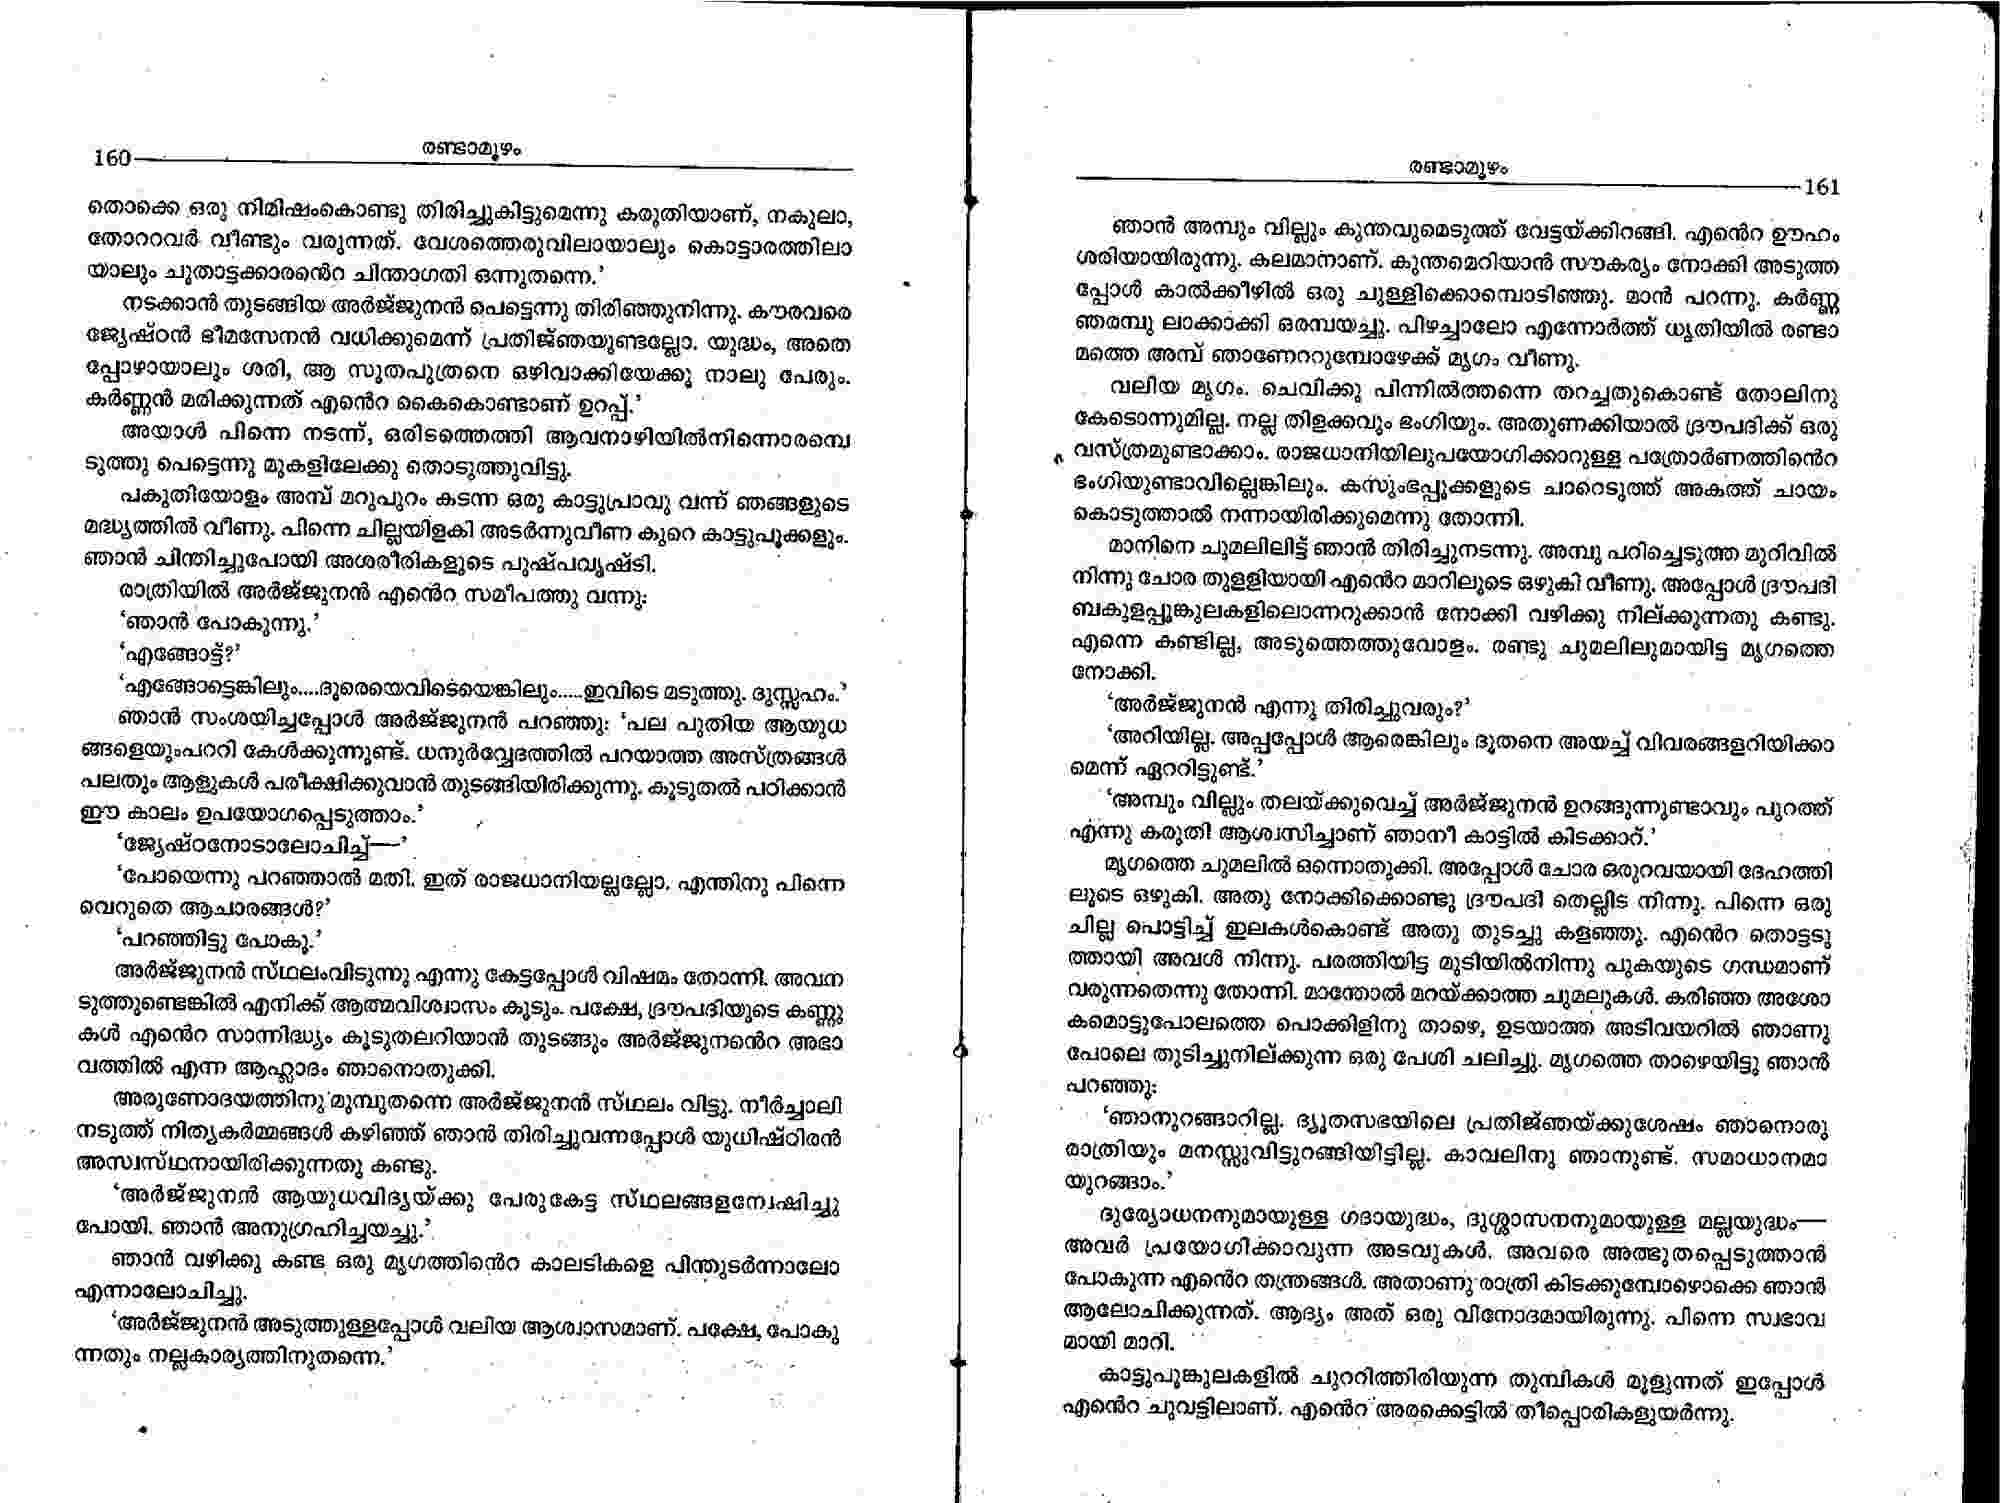 160
രണ്ടാമൂഴം
തൊക്കെ ഒരു നിമിഷംകൊണ്ടു തിരിച്ചുകിട്ടുമെന്നു കരുതിയാണ്, നകുലാ,
തോററവർ വീണ്ടും വരുന്നത്. വേശത്തെരുവിലായാലും കൊട്ടാരത്തിലാ
യാലും ചൂതാട്ടക്കാരൻെറ ചിന്താഗതി ഒന്നുതന്നെ.'
നടക്കാൻ തുടങ്ങിയ അർജ്ജുനൻ പെട്ടെന്നു തിരിഞ്ഞുനിന്നു. കൗരവരെ
ജ്യേഷ്ഠൻ ഭീമസേനൻ വധിക്കുമെന്ന് പ്രതിജ്ഞയുണ്ടല്ലോ. യുദ്ധം, അതെ
പ്പോഴായാലും ശരി, ആ സൂതപുത്രനെ ഒഴിവാക്കിയേക്കൂ നാലു പേരും.
കർണ്ണൻ മരിക്കുന്നത് എൻെറ കൈകൊണ്ടാണ് ഉറപ്പ്.'
അയാൾ പിന്നെ നടന്ന്, ഒരിടത്തെത്തി ആവനാഴിയിൽനിന്നൊരമ്പെ
ടുത്തു പെട്ടെന്നു മുകളിലേക്കു തൊടുത്തുവിട്ടു.
പകുതിയോളം അമ്പ് മറുപുറം കടന്ന ഒരു കാട്ടുപ്രാവു വന്ന് ഞങ്ങളുടെ
മദ്ധ്യത്തിൽ വീണു. പിന്നെ ചില്ലയിളകി അടർന്നുവീണ കുറെ കാട്ടുപൂക്കളും.
ഞാൻ ചിന്തിച്ചുപോയി അശരീരികളുടെ പുഷ്പവൃഷ്ടി.
രാത്രിയിൽ അർജ്ജുനൻ എൻെറ സമീപത്തു വന്നു:
'ഞാൻ പോകുന്നു.'
'എങ്ങോട്ട്?'
'എങ്ങോട്ടെങ്കിലും....ദൂരെയെവിടെയെങ്കിലും.....ഇവിടെ മടുത്തു. ദുസ്സഹം.'
ഞാൻ സംശയിച്ചപ്പോൾ അർജ്ജുനൻ പറഞ്ഞു: 'പല പുതിയ ആയുധ
ങ്ങളെയുംപററി കേൾക്കുന്നുണ്ട്. ധനുർവ്വേദത്തിൽ പറയാത്ത അസ്ത്രങ്ങൾ
പലതും ആളുകൾ പരീക്ഷിക്കുവാൻ തുടങ്ങിയിരിക്കുന്നു. കൂടുതൽ പഠിക്കാൻ
ഈ കാലം ഉപയോഗപ്പെടുത്താം.'
'ജ്യേഷ്ഠനോടാലോചിച്ച്—'
'പോയെന്നു പറഞ്ഞാൽ മതി. ഇത് രാജധാനിയല്ലല്ലോ. എന്തിനു പിന്നെ
വെറുതെ ആചാരങ്ങൾ?'
'പറഞ്ഞിട്ടു പോകൂ.'
അർജ്ജുനൻ സ്ഥലംവിടുന്നു എന്നു കേട്ടപ്പോൾ വിഷമം തോന്നി. അവന
ടുത്തുണ്ടെങ്കിൽ എനിക്ക് ആത്മവിശ്വാസം കൂടും. പക്ഷേ, ദ്രൗപദിയുടെ കണ്ണു
കൾ എൻെറ സാന്നിദ്ധ്യം കൂടുതലറിയാൻ തുടങ്ങും അർജ്ജുനൻെറ അഭാ
വത്തിൽ എന്ന ആഹ്ലാദം ഞാനൊതുക്കി.
അരുണോദയത്തിനു മുമ്പുതന്നെ അർജ്ജുനൻ സ്ഥലം വിട്ടു. നീർച്ചാലി
നടുത്ത് നിത്യകർമ്മങ്ങൾ കഴിഞ്ഞ് ഞാൻ തിരിച്ചുവന്നപ്പോൾ യുധിഷ്ഠിരൻ
അസ്വസ്ഥനായിരിക്കുന്നതു കണ്ടു.
'അർജ്ജുനൻ ആയുധവിദ്യയ്ക്കു പേരുകേട്ട സ്ഥലങ്ങളന്വേഷിച്ചു
പോയി. ഞാൻ അനുഗ്രഹിച്ചയച്ചു.'
ഞാൻ വഴിക്കു കണ്ട ഒരു മൃഗത്തിൻെറ കാലടികളെ പിന്തുടർന്നാലോ
എന്നാലോചിച്ചു.
'അർജ്ജുനൻ അടുത്തുള്ളപ്പോൾ വലിയ ആശ്വാസമാണ്. പക്ഷേ, പോകു
ന്നതും നല്ലകാര്യത്തിനുതന്നെ.'
രണ്ടാമൂഴം
161
ഞാൻ അമ്പും വില്ലും കുന്തവുമെടുത്ത് വേട്ടയ്ക്കിറങ്ങി. എൻെറ ഊഹം
ശരിയായിരുന്നു. കലമാനാണ്. കുന്തമെറിയാൻ സൗകര്യം നോക്കി അടുത്ത
പ്പോൾ കാൽക്കീഴിൽ ഒരു ചുള്ളിക്കൊമ്പൊടിഞ്ഞു. മാൻ പറന്നു. കർണ്ണ
ഞരമ്പു ലാക്കാക്കി ഒരമ്പയച്ചു. പിഴച്ചാലോ എന്നോർത്ത് ധൃതിയിൽ രണ്ടാ
മത്തെ അമ്പ് ഞാണേററുമ്പോഴേക്ക് മൃഗം വീണു.
വലിയ മൃഗം. ചെവിക്കു പിന്നിൽത്തന്നെ തറച്ചതുകൊണ്ട് തോലിനു
കേടൊന്നുമില്ല. നല്ല തിളക്കവും ഭംഗിയും. അതുണക്കിയാൽ ദ്രൗപദിക്ക് ഒരു
വസ്ത്രമുണ്ടാക്കാം. രാജധാനിയിലുപയോഗിക്കാറുള്ള പത്രോർണത്തിൻെറ
ഭംഗിയുണ്ടാവില്ലെങ്കിലും. കസുംഭപ്പൂക്കളുടെ ചാറെടുത്ത് അകത്ത് ചായം
കൊടുത്താൽ നന്നായിരിക്കുമെന്നു തോന്നി.
മാനിനെ ചുമലിലിട്ട് ഞാൻ തിരിച്ചുനടന്നു. അമ്പു പറിച്ചെടുത്ത മുറിവിൽ
നിന്നു ചോര തുള്ളിയായി എൻെറ മാറിലൂടെ ഒഴുകി വീണു. അപ്പോൾ ദ്രൗപദി
ബകുളപ്പൂങ്കുലകളിലൊന്നറുക്കാൻ നോക്കി വഴിക്കു നില്ക്കുന്നതു കണ്ടു.
എന്നെ കണ്ടില്ല, അടുത്തെത്തുവോളം. രണ്ടു ചുമലിലുമായിട്ട മൃഗത്തെ
നോക്കി.
'അർജ്ജുനൻ എന്നു തിരിച്ചുവരും?'
'അറിയില്ല. അപ്പപ്പോൾ ആരെങ്കിലും ദൂതനെ അയച്ച് വിവരങ്ങളറിയിക്കാ
മെന്ന് ഏററിട്ടുണ്ട്.'
'അമ്പും വില്ലും തലയ്ക്കുവെച്ച് അർജ്ജുനൻ ഉറങ്ങുന്നുണ്ടാവും പുറത്ത്
എന്നു കരുതി ആശ്വസിച്ചാണ് ഞാനീ കാട്ടിൽ കിടക്കാറ്.'
മൃഗത്തെ ചുമലിൽ ഒന്നൊതുക്കി. അപ്പോൾ ചോര ഒരുറവയായി ദേഹത്തി
ലൂടെ ഒഴുകി. അതു നോക്കിക്കൊണ്ടു ദ്രൗപദി തെല്ലിട നിന്നു. പിന്നെ ഒരു
ചില്ല പൊട്ടിച്ച് ഇലകൾകൊണ്ട് അതു തുടച്ചു കളഞ്ഞു. എൻെറ തൊട്ടടു
ത്തായി അവൾ നിന്നു. പരത്തിയിട്ട മുടിയിൽനിന്നു പുകയുടെ ഗന്ധമാണ്
വരുന്നതെന്നു തോന്നി. മാന്തോൽ മറയ്ക്കാത്ത ചുമലുകൾ. കരിഞ്ഞ അശോ
കമൊട്ടുപോലത്തെ പൊക്കിളിനു താഴെ, ഉടയാത്ത അടിവയറിൽ ഞാണു
പോലെ തുടിച്ചുനില്ക്കുന്ന ഒരു പേശി ചലിച്ചു. മൃഗത്തെ താഴെയിട്ടു ഞാൻ
പറഞ്ഞു:
'ഞാനുറങ്ങാറില്ല. ദ്യൂതസഭയിലെ പ്രതിജ്ഞയ്ക്കുശേഷം ഞാനൊരു
രാത്രിയും മനസ്സുവിട്ടുറങ്ങിയിട്ടില്ല. കാവലിനു ഞാനുണ്ട്. സമാധാനമാ
യുറങ്ങാം.'
ദുര്യോധനനുമായുള്ള ഗദായുദ്ധം, ദുശ്ശാസനനുമായുള്ള മല്ലയുദ്ധം—
അവർ പ്രയോഗിക്കാവുന്ന അടവുകൾ. അവരെ അത്ഭുതപ്പെടുത്താൻ
പോകുന്ന എൻെറ തന്ത്രങ്ങൾ. അതാണു രാത്രി കിടക്കുമ്പോഴൊക്കെ ഞാൻ
ആലോചിക്കുന്നത്. ആദ്യം അത് ഒരു വിനോദമായിരുന്നു. പിന്നെ സ്വഭാവ
മായി മാറി.
കാട്ടുപൂങ്കുലകളിൽ ചുററിത്തിരിയുന്ന തുമ്പികൾ മൂളുന്നത് ഇപ്പോൾ
എൻെറ ചുവട്ടിലാണ്. എൻെറ അരക്കെട്ടിൽ തീപ്പൊരികളുയർന്നു.